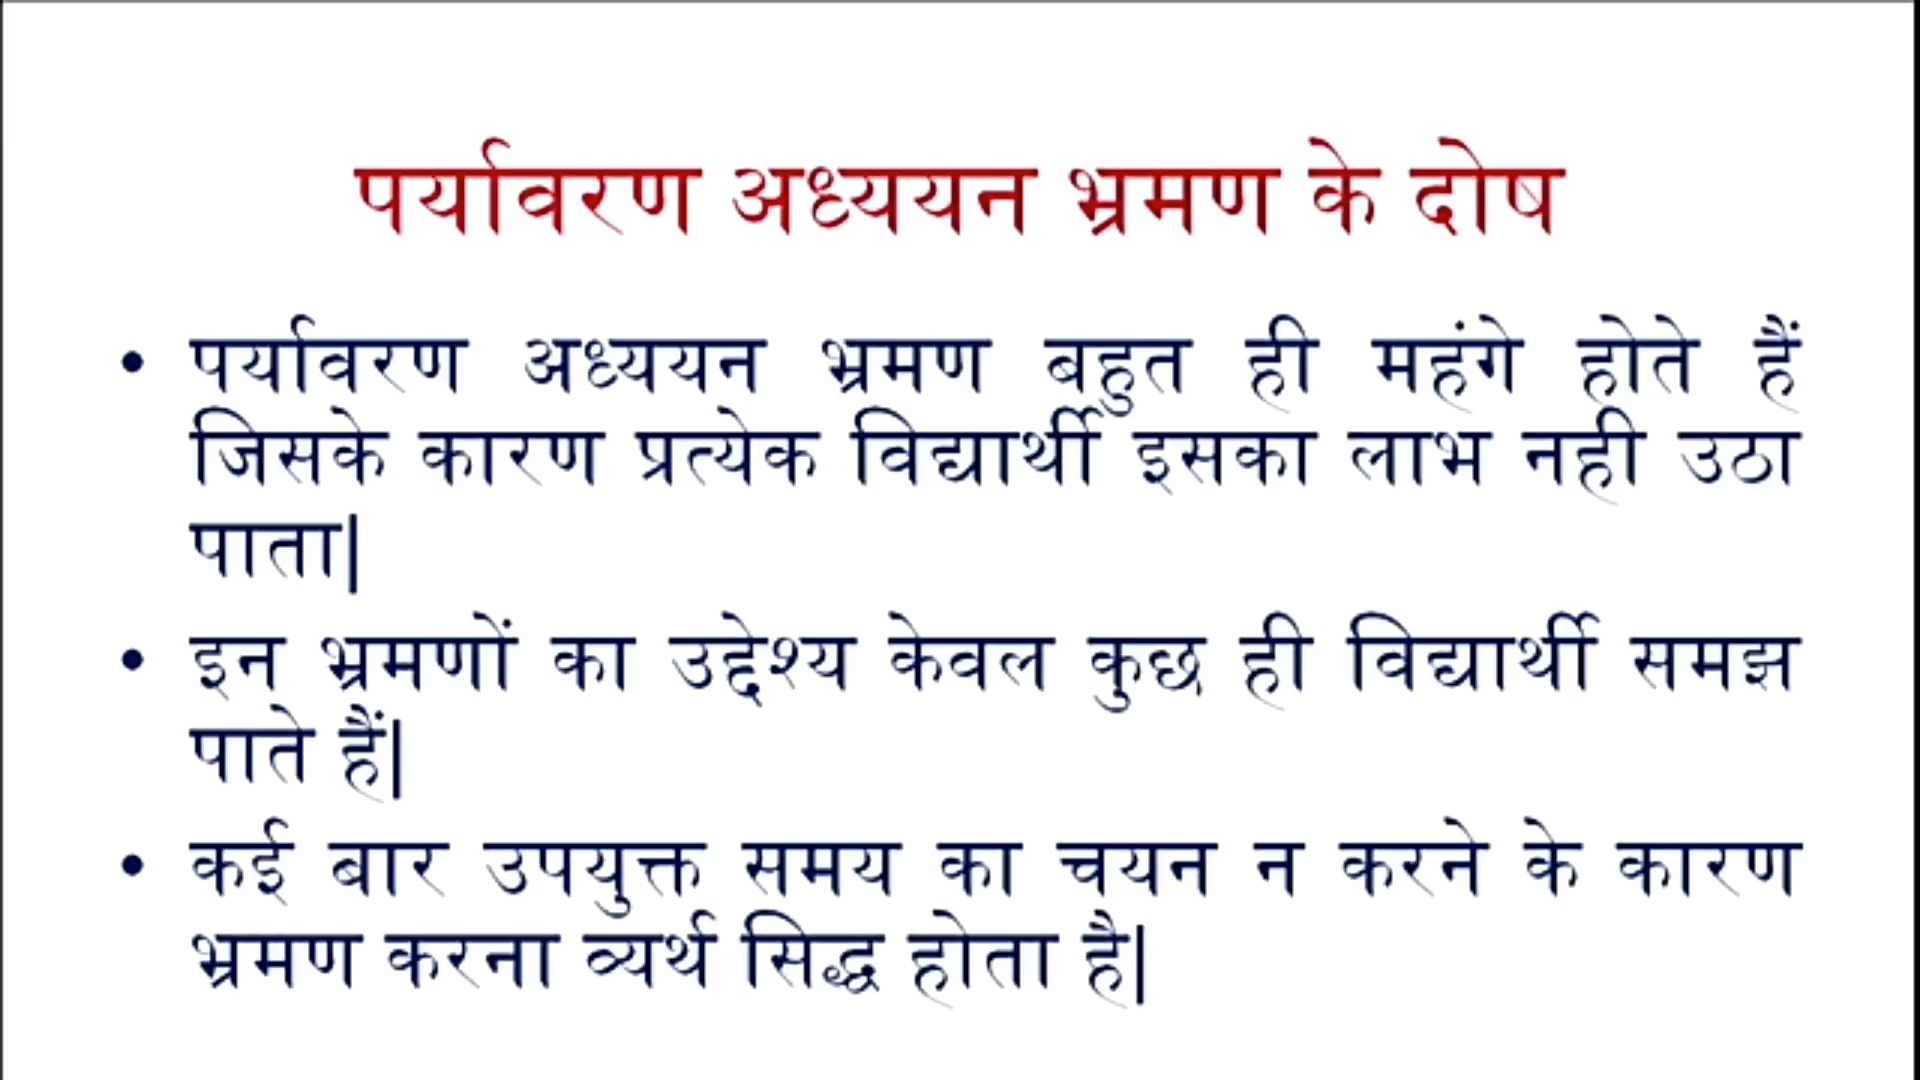 पर्यावरण अध्ययन भ्रमण के दोष
• पर्यावरण अध्ययन भ्रमण बहुत ही महंगे होते हैं
जिसके कारण प्रत्येक विद्यार्थी इसका लाभ नही उठा
पाता|
• इन भ्रमणों का उद्देश्य केवल कुछ ही विद्यार्थी समझ
पाते हैं|
• कई बार उपयुक्त समय का चयन न करने के कारण
भ्रमण करना व्यर्थ सिद्ध होता है|